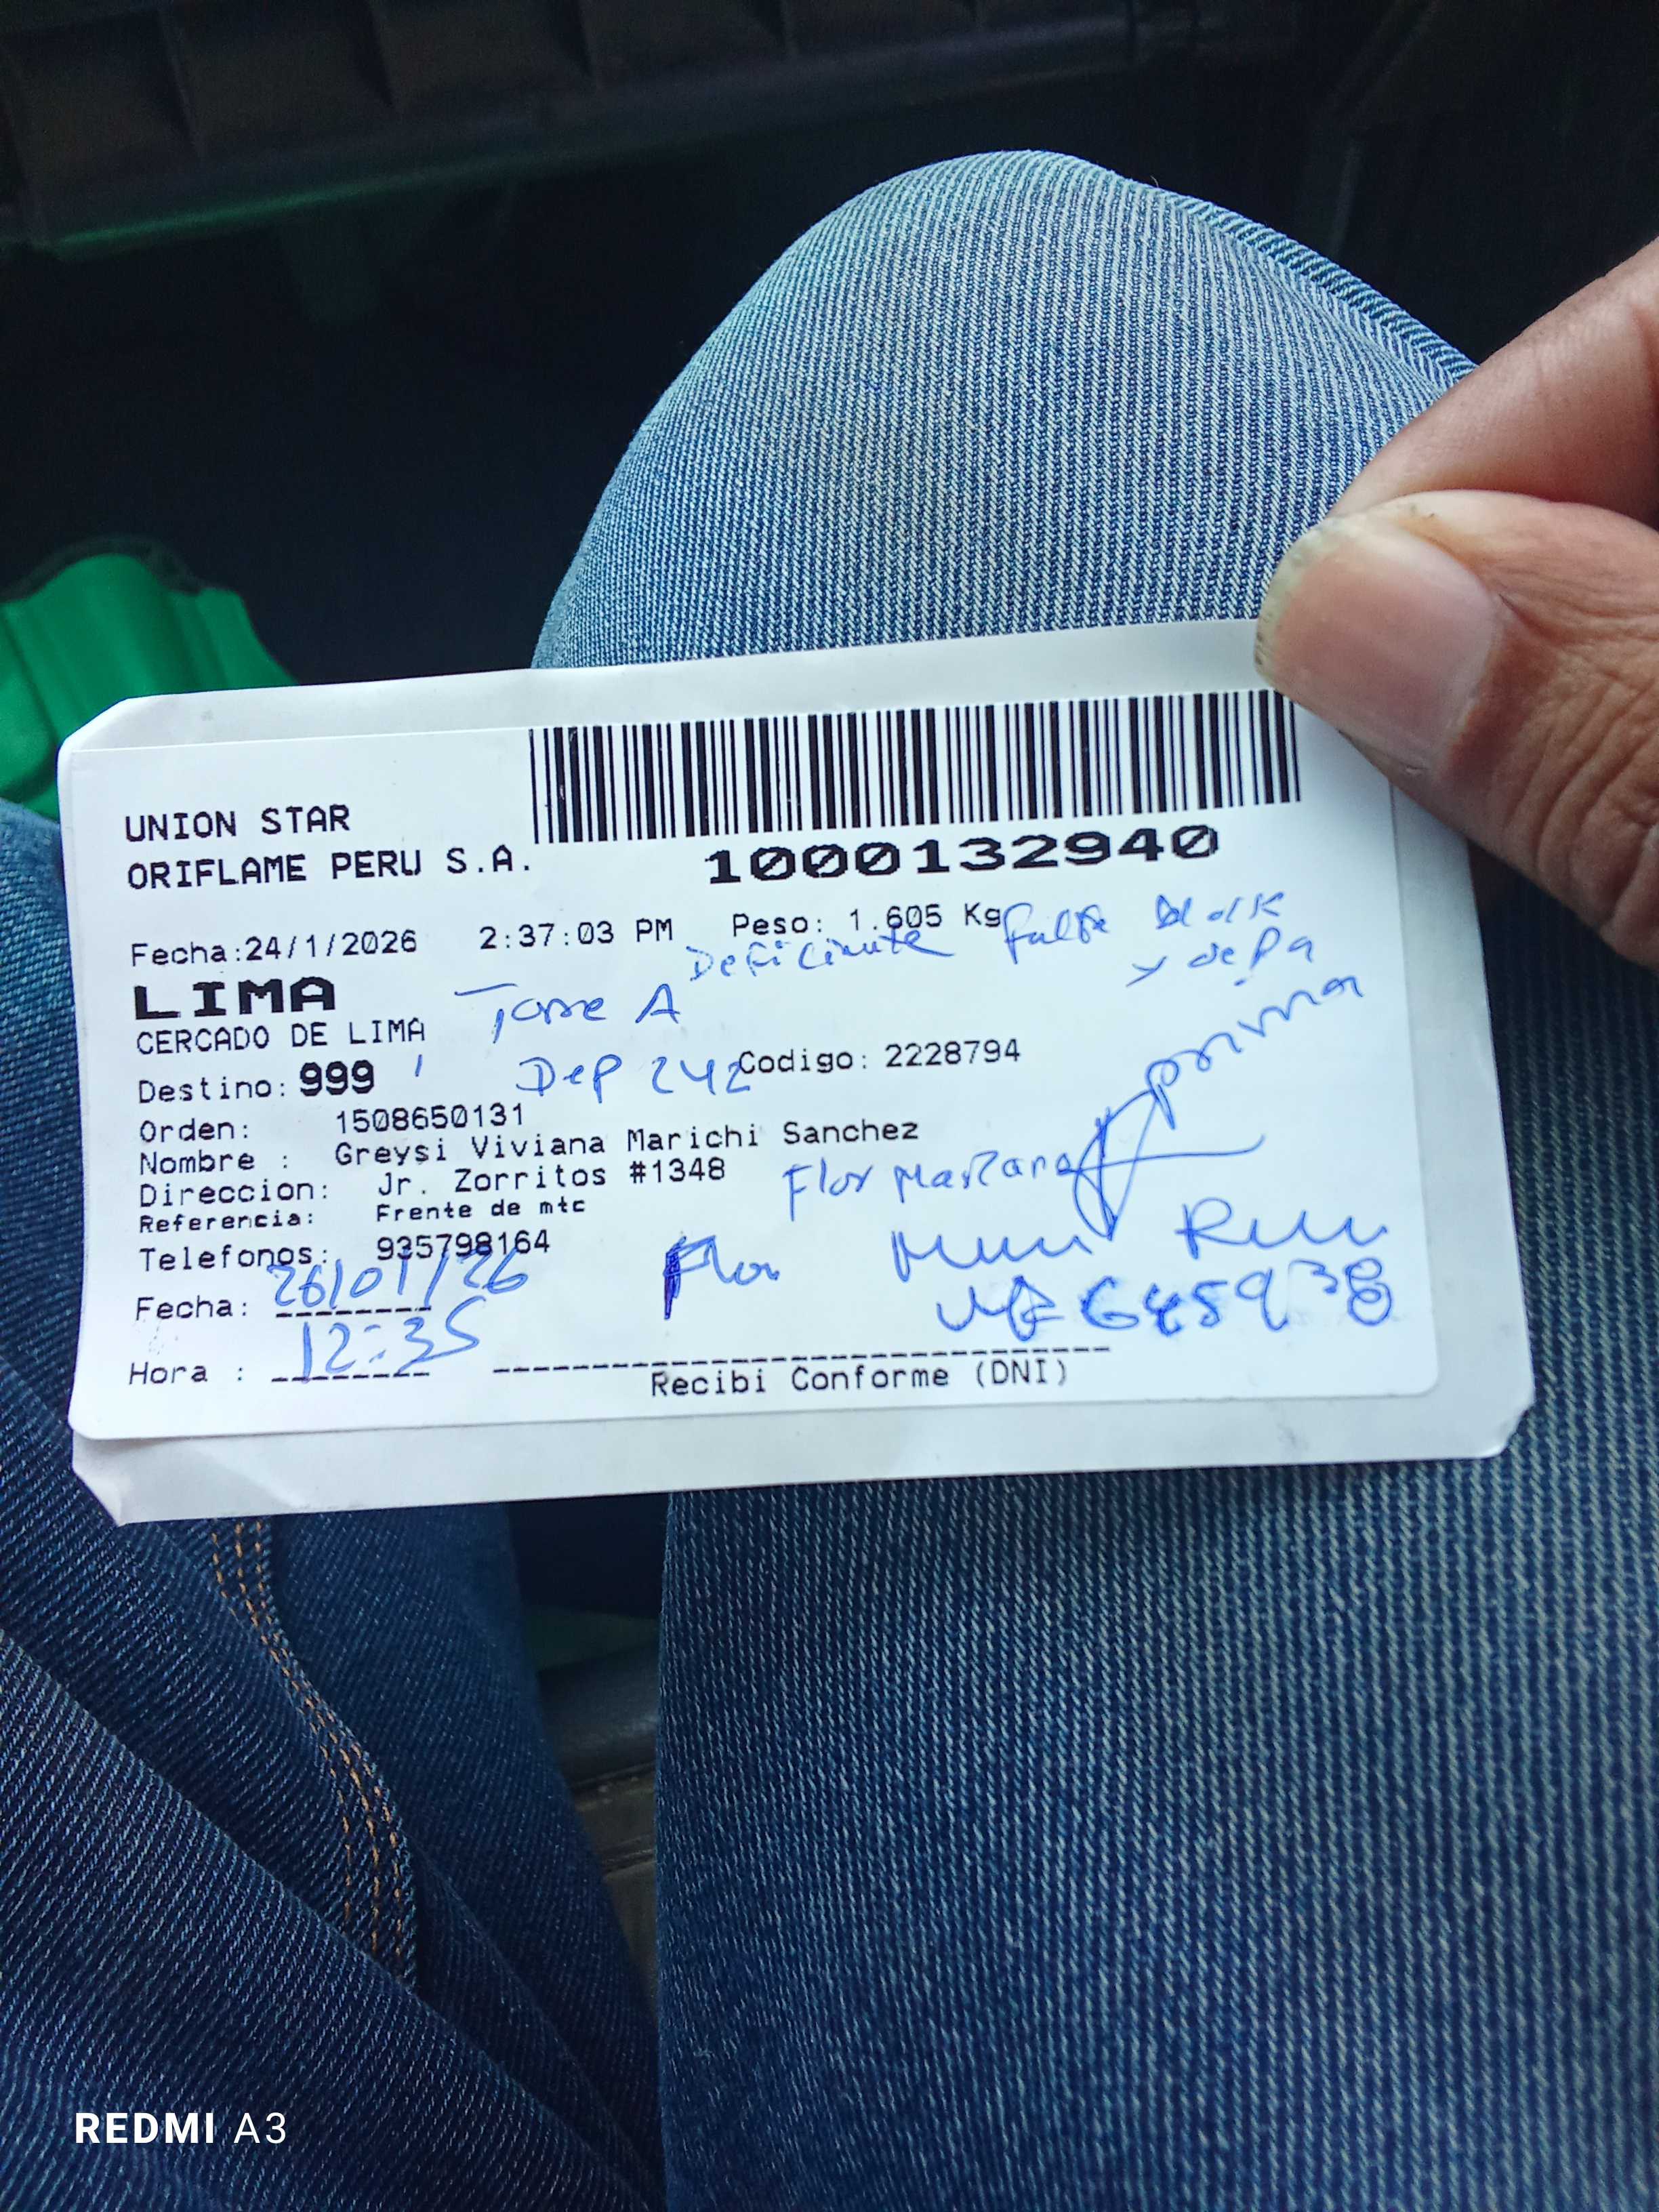 UNION STAR
ORIFLAME PERU S.A.
1000132940
Fecha:24/1/2026 2:37:03 PM Peso: 1.605 Kg
Falta Block
y depa
LIMA
Torre A
CERCADO DE LIMA
Destino: 999
Dep 242
Codigo: 2228794
prima
Orden: 1508650131
Nombre : Greysi Viviana Marichi Sanchez
Direccion: Jr. Zorritos #1348
Flor
Referencia: Frente de mtc
Telefonos: 935798164
Flor
Fecha: 26/01/26
Hora : 12:35
Recibi Conforme (DNI)
REDMI A3